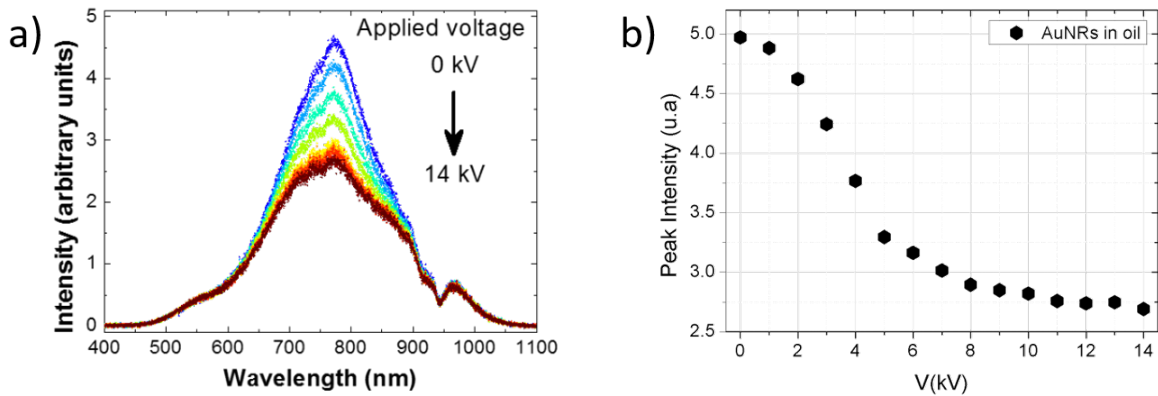 a)
Applied voltage
0 kV
14 kV
5
4
3
2
1
0
Intensity (arbitrary units)
400 500 600 700 800 900 1000 1100
Wavelength (nm)
b)
AuNRs in oil
5.0
4.5
4.0
3.5
3.0
2.5
Peak Intensity (u.a)
0 2 4 6 8 10 12 14
V(kV)